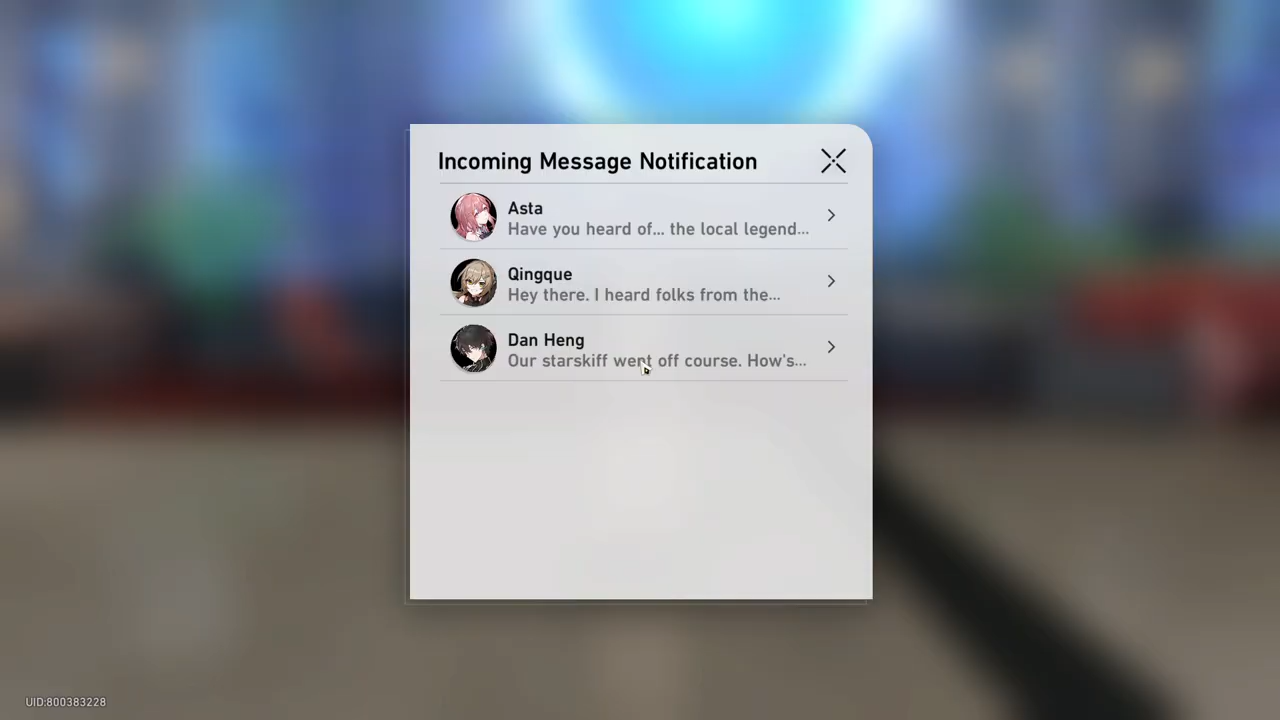 Incoming Message Notification
Asta
Have you heard of... the local legend...
Qingque
Hey there. I heard folks from the...
Dan Heng
Our starskiff went off course. How's...
UID:800383228